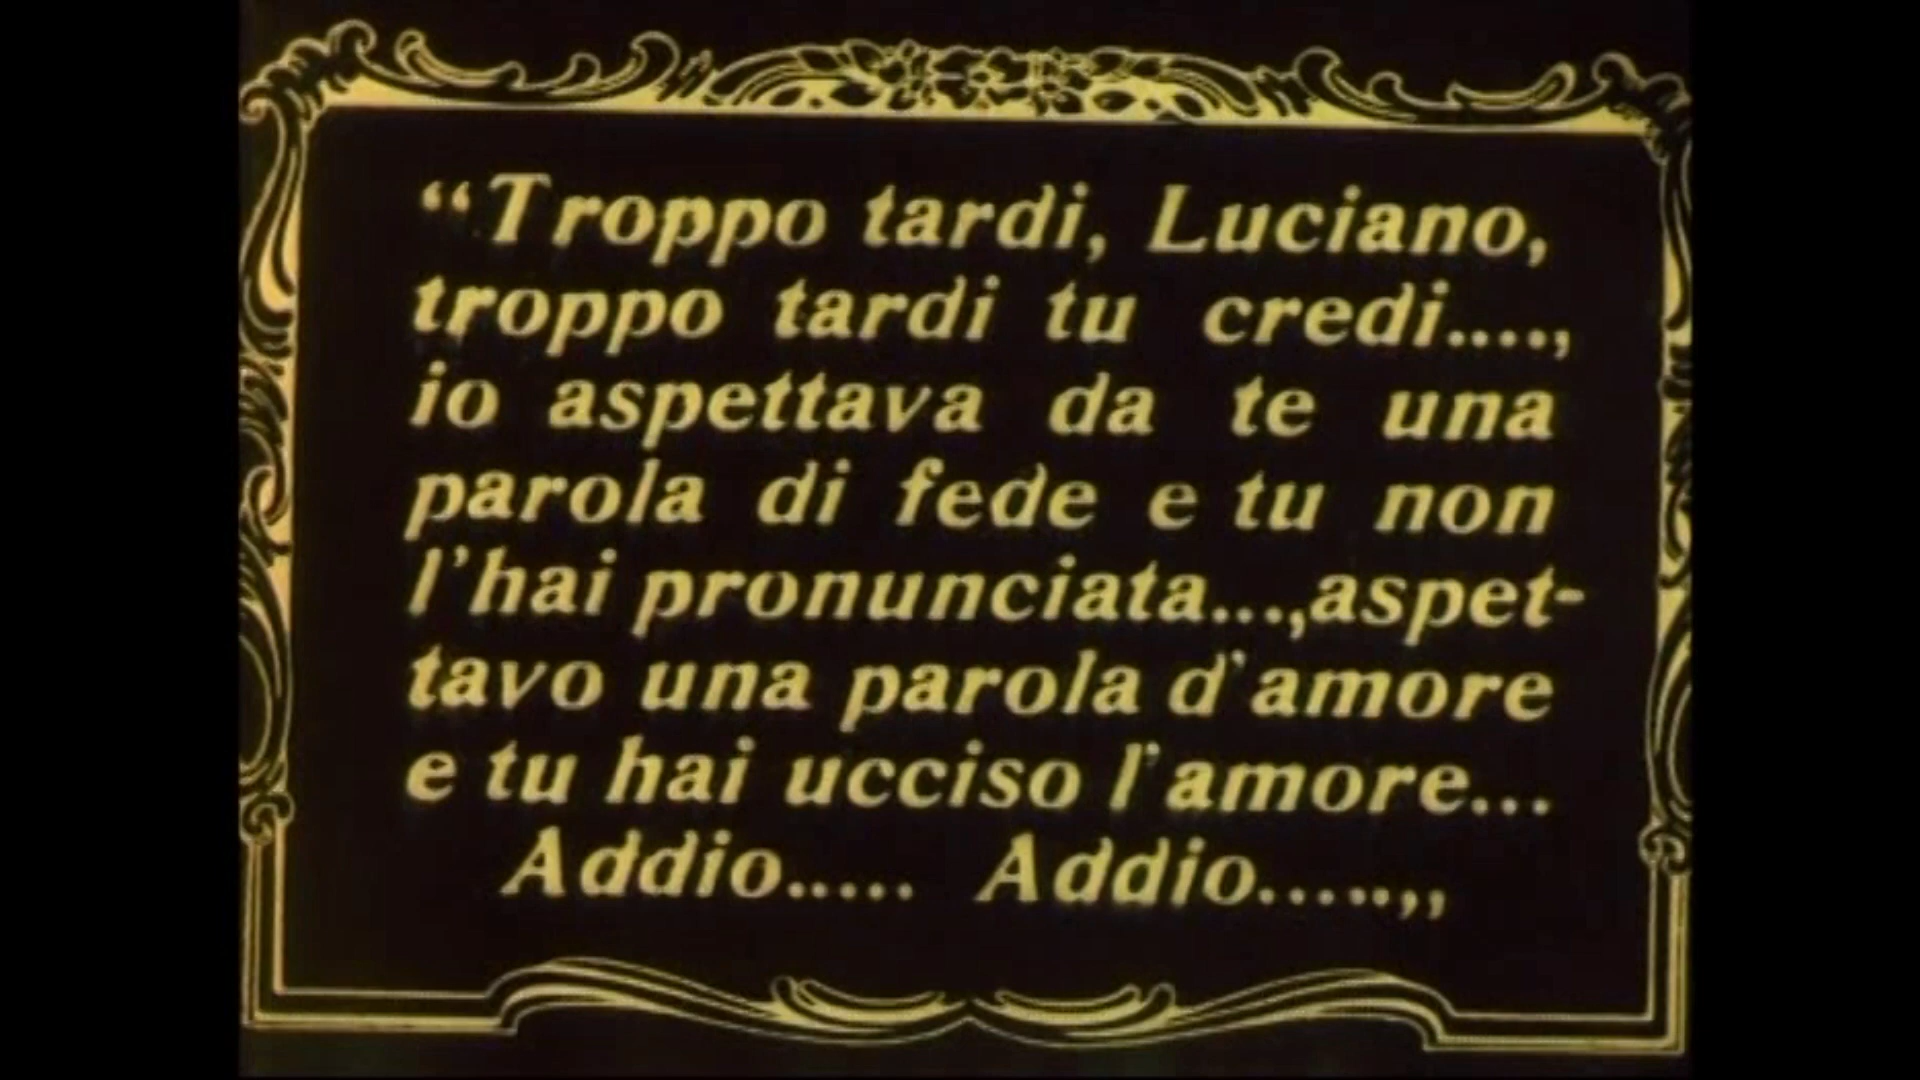 “Troppo tardi, Luciano,
troppo tardi tu credi....,
io aspettava da te una
parola di fede e tu non
l'hai pronunciata...,aspet-
tavo una parola d'amore
e tu hai ucciso l'amore...
Addio..... Addio......,,